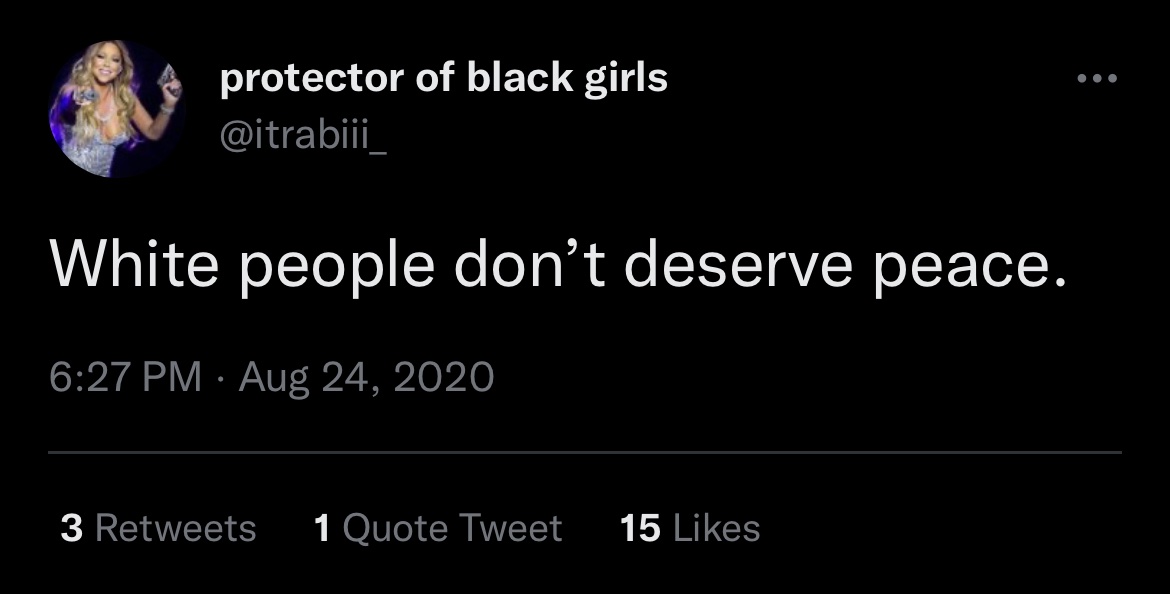 protector of black girls
@itrabiii_
White people don’t deserve peace.
6:27 PM · Aug 24, 2020
3 Retweets 1 Quote Tweet 15 Likes